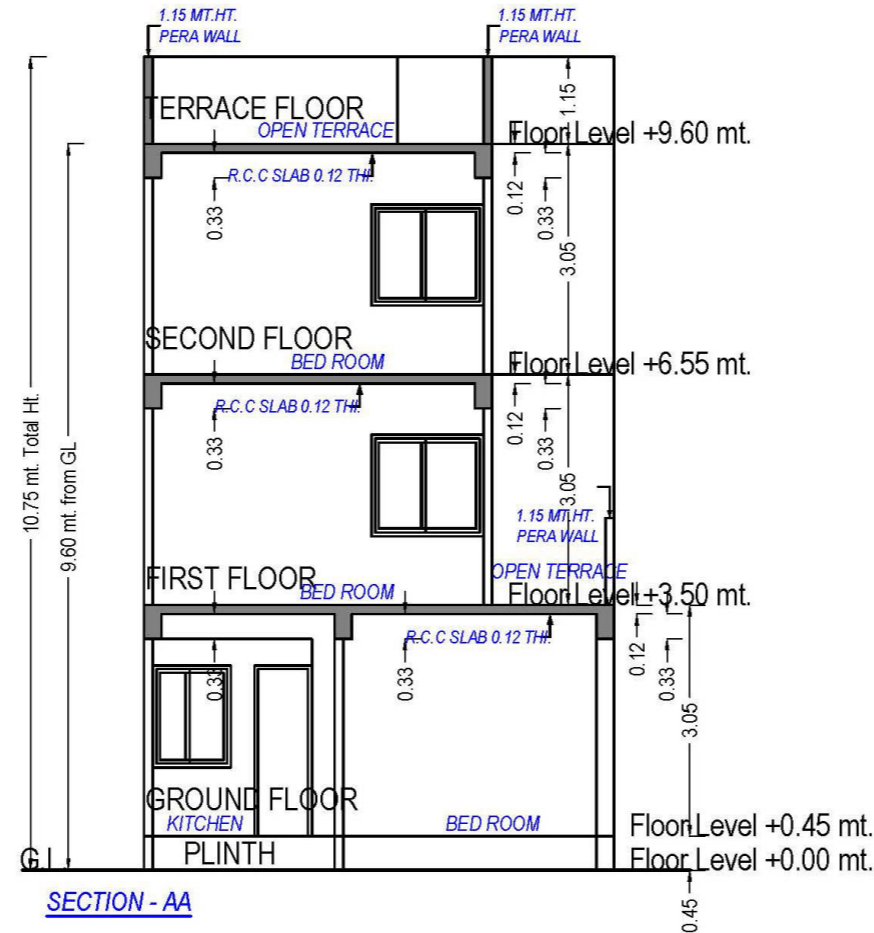 1.15 MT.HT.
PERA WALL
1.15 MT.HT.
PERA WALL
1.15
TERRACE FLOOR
OPEN TERRACE
Floor Level +9.60 mt.
R.C.C SLAB 0.12 THI.
0.33
0.12
0.33
3.05
SECOND FLOOR
BED ROOM
Floor Level +6.55 mt.
R.C.C SLAB 0.12 THI.
0.33
0.12
0.33
3.05
10.75 mt. Total Ht.
9.60 mt. from GL
1.15 MT.HT.
PERA WALL
OPEN TERRACE
FIRST FLOOR
BED ROOM
Floor Level +3.50 mt.
R.C.C SLAB 0.12 THI.
0.33
0.33
0.12
0.33
3.05
GROUND FLOOR
KITCHEN
BED ROOM
Floor Level +0.45 mt.
G.L
PLINTH
Floor Level +0.00 mt.
0.45
SECTION - AA